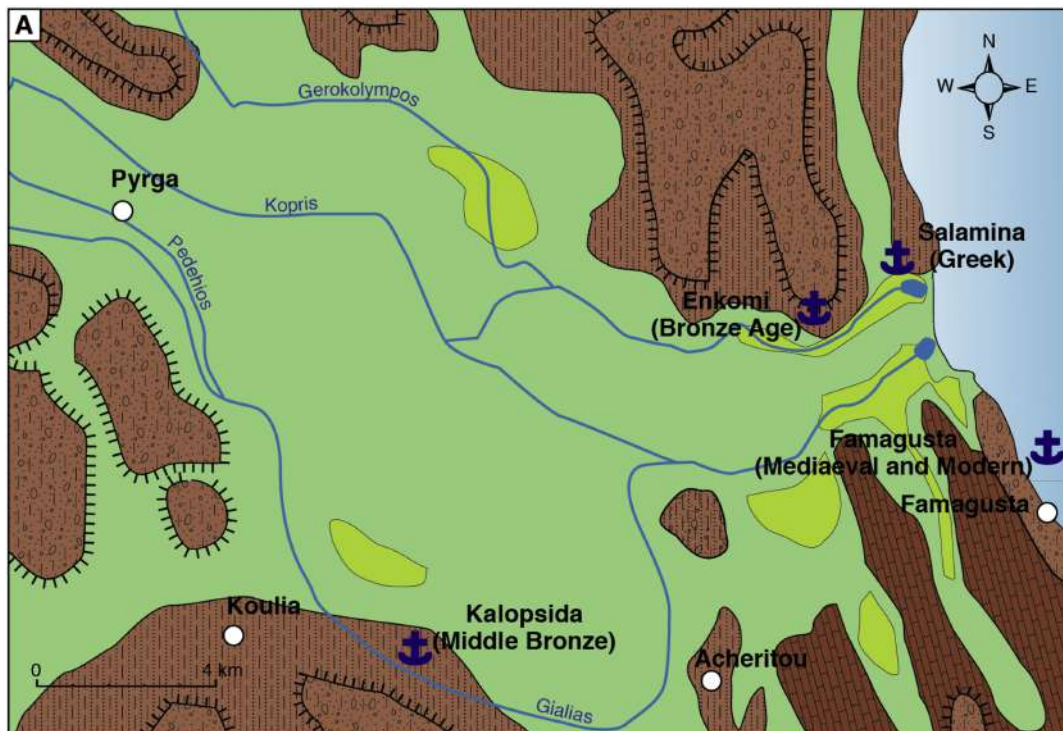 A
N
W E
S
Gerokolympos
Pyrga
Kopris
Pedehios
Salamina
(Greek)
Enkomi
(Bronze Age)
Famagusta
(Mediaeval and Modern)
Famagusta
Koulia
Kalopsida
(Middle Bronze)
Acheritou
0 4 km
Gialias